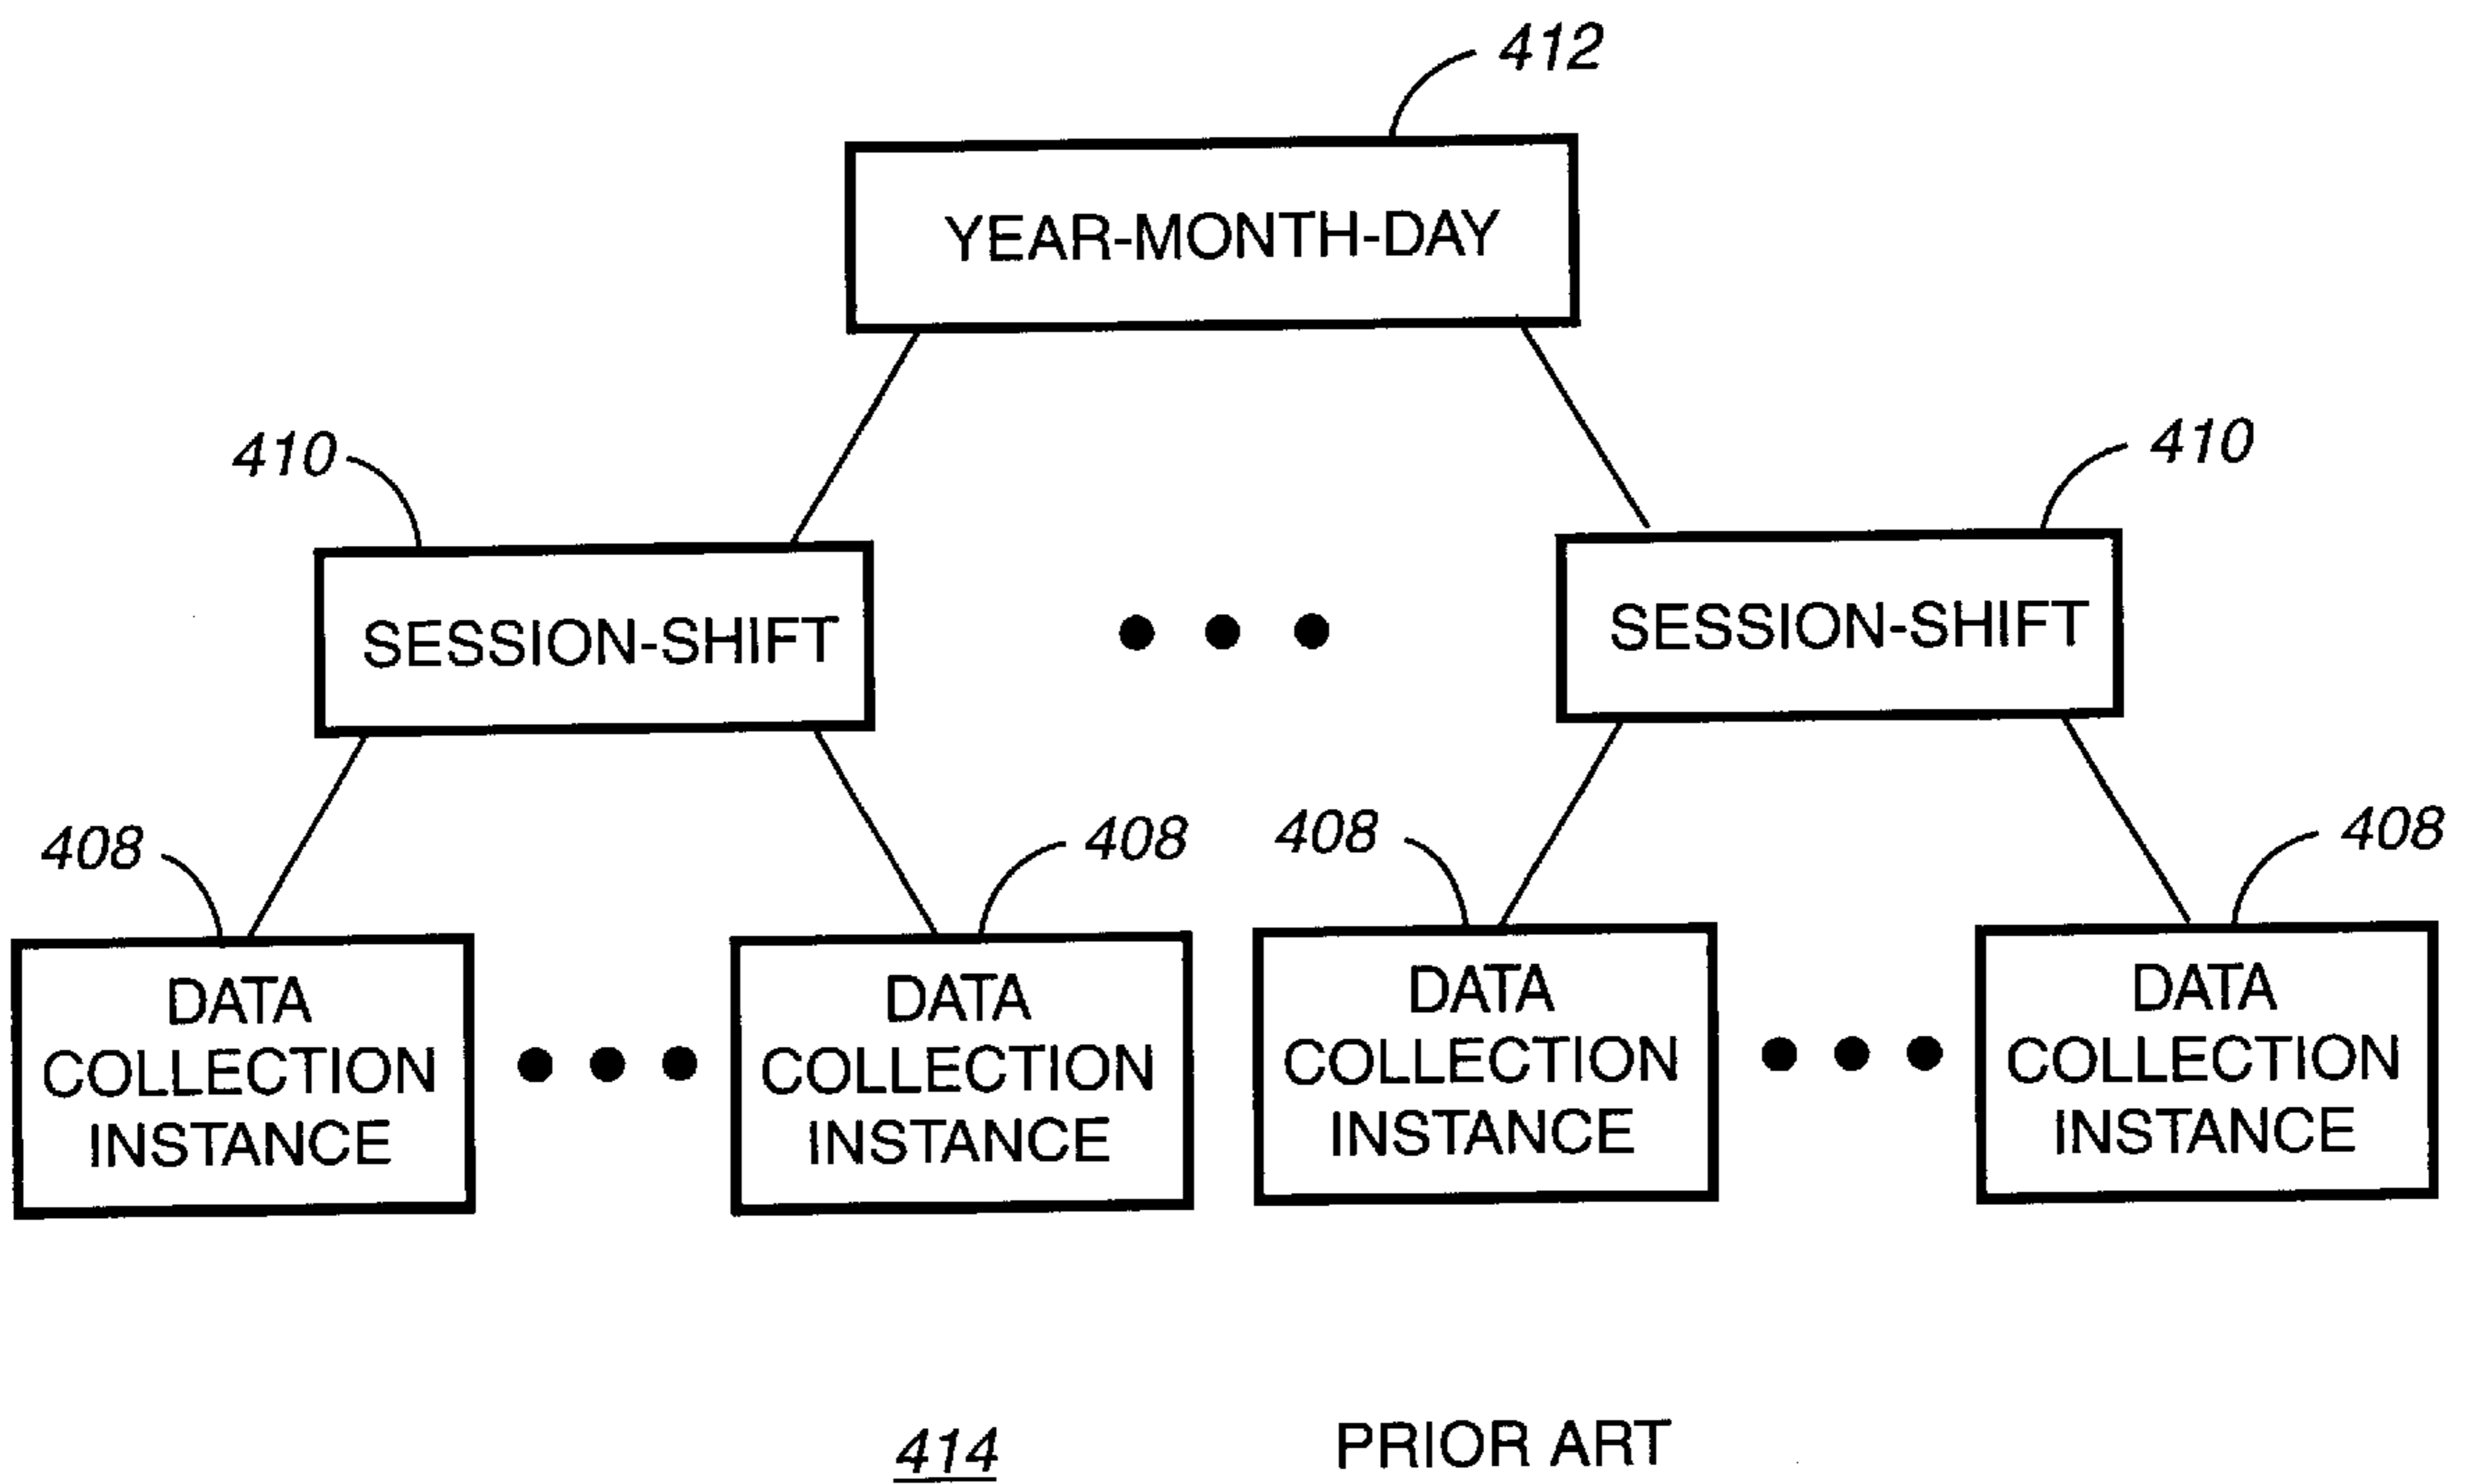 412
YEAR-MONTH-DAY
410
410
SESSION-SHIFT
SESSION-SHIFT
408
408
408
408
DATA
COLLECTION
INSTANCE
DATA
COLLECTION
INSTANCE
DATA
COLLECTION
INSTANCE
DATA
COLLECTION
INSTANCE
414
PRIOR ART